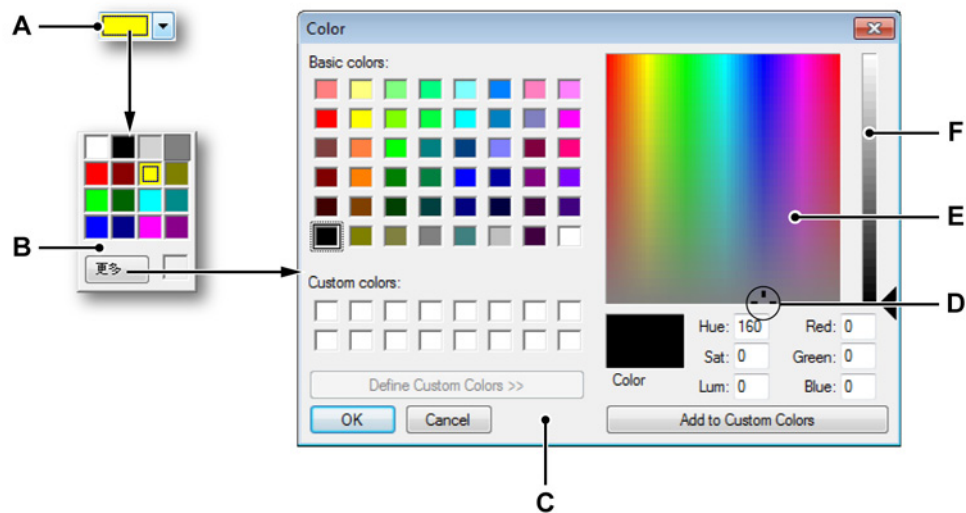 A
Color
Basic colors:
F
E
B
更多
Custom colors:
D
Hue: 160 Red: 0
Sat: 0 Green: 0
Color
Lum: 0 Blue: 0
Define Custom Colors >>
OK Cancel Add to Custom Colors
C